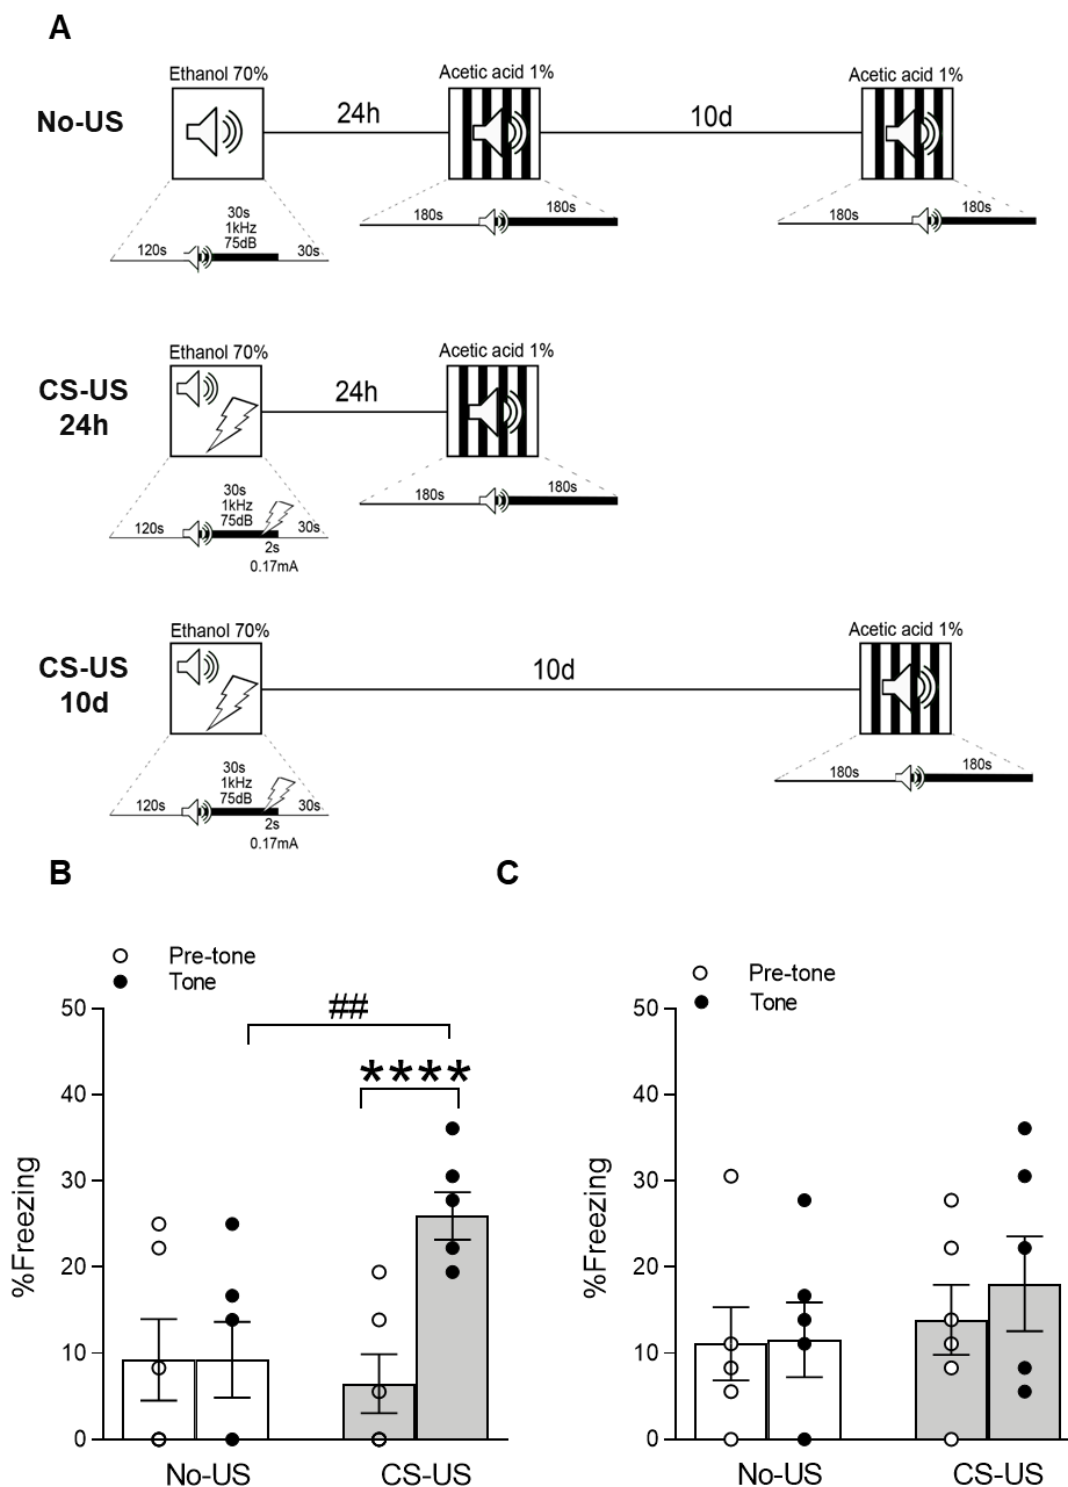 A
No-US
Ethanol 70%
24h
Acetic acid 1%
10d
Acetic acid 1%
120s
30s
1kHz
75dB
30s
180s
180s
180s
180s
CS-US
24h
Ethanol 70%
24h
Acetic acid 1%
120s
30s
1kHz
75dB
30s
2s
0.17mA
180s
180s
CS-US
10d
Ethanol 70%
10d
Acetic acid 1%
120s
30s
1kHz
75dB
30s
2s
0.17mA
180s
180s
B
Pre-tone
Tone
##
****
%Freezing
50
40
30
20
10
0
No-US
CS-US
C
Pre-tone
Tone
%Freezing
50
40
30
20
10
0
No-US
CS-US